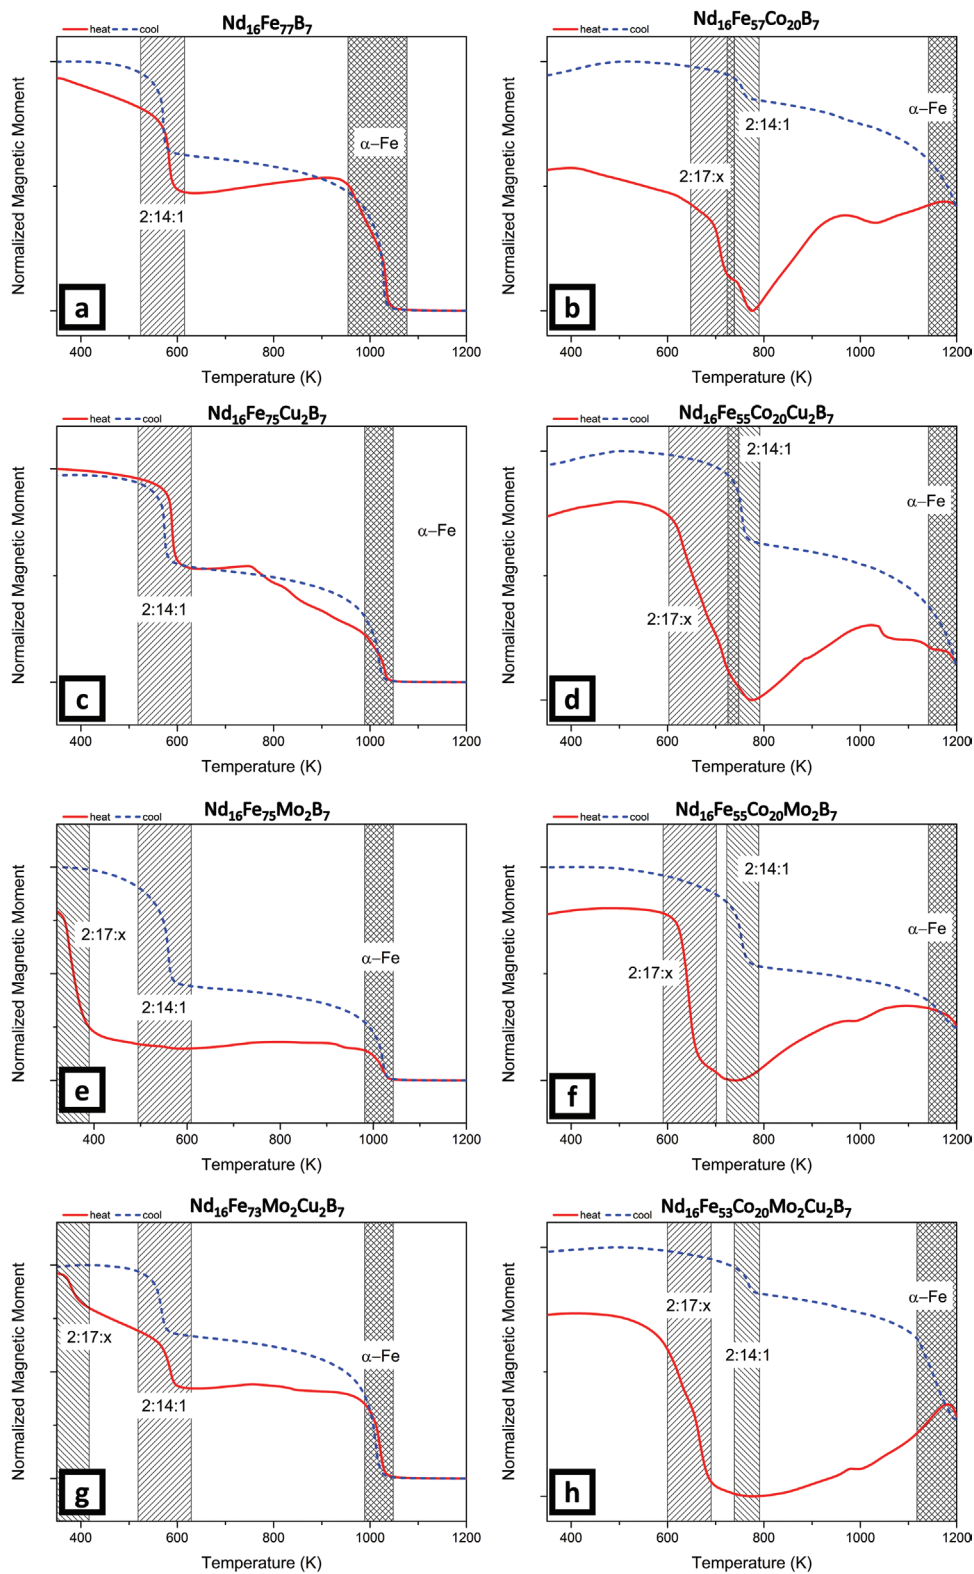 Nd16Fe77B7
heat cool
Normalized Magnetic Moment
α−Fe
2:14:1
a
400 600 800 1000 1200
Temperature (K)
Nd16Fe57Co20B7
heat cool
Normalized Magnetic Moment
α−Fe
2:14:1
2:17:x
b
400 600 800 1000 1200
Temperature (K)
Nd16Fe75Cu2B7
heat cool
Normalized Magnetic Moment
α−Fe
2:14:1
c
400 600 800 1000 1200
Temperature (K)
Nd16Fe55Co20Cu2B7
heat cool
Normalized Magnetic Moment
2:14:1
α−Fe
2:17:x
d
400 600 800 1000 1200
Temperature (K)
Nd16Fe75Mo2B7
heat cool
Normalized Magnetic Moment
2:17:x
α−Fe
2:14:1
e
400 600 800 1000 1200
Temperature (K)
Nd16Fe55Co20Mo2B7
heat cool
Normalized Magnetic Moment
2:14:1
α−Fe
2:17:x
f
400 600 800 1000 1200
Temperature (K)
Nd16Fe73Mo2Cu2B7
heat cool
Normalized Magnetic Moment
2:17:x
α−Fe
2:14:1
g
400 600 800 1000 1200
Temperature (K)
Nd16Fe53Co20Mo2Cu2B7
heat cool
Normalized Magnetic Moment
α−Fe
2:17:x
2:14:1
h
400 600 800 1000 1200
Temperature (K)